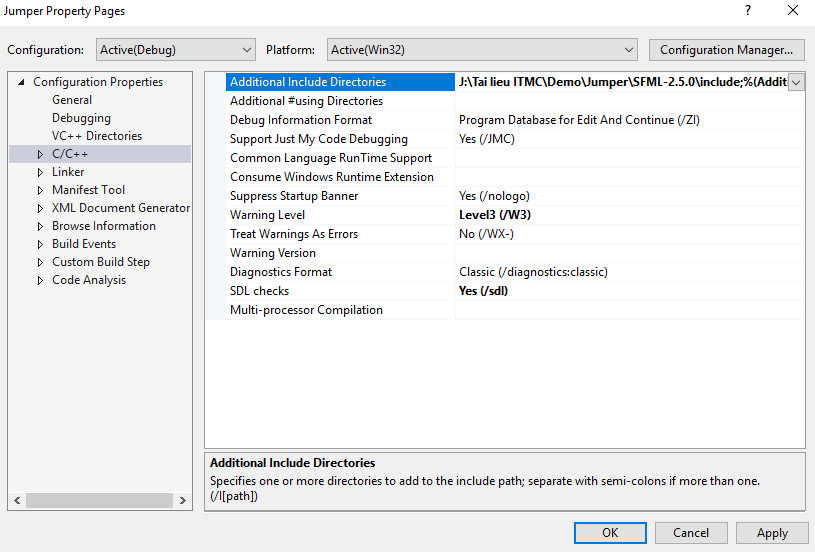 Jumper Property Pages
?
Configuration: Active(Debug) Platform: Active(Win32) Configuration Manager...
Configuration Properties
General
Debugging
VC++ Directories
C/C++
Linker
Manifest Tool
XML Document Generator
Browse Information
Build Events
Custom Build Step
Code Analysis
Additional Include Directories J:\Tai lieu ITMC\Demo\Jumper\SFML-2.5.0\include;%(Addit
Additional #using Directories
Debug Information Format Program Database for Edit And Continue (/ZI)
Support Just My Code Debugging Yes (/JMC)
Common Language RunTime Support
Consume Windows Runtime Extension
Suppress Startup Banner Yes (/nologo)
Warning Level Level3 (/W3)
Treat Warnings As Errors No (/WX-)
Warning Version
Diagnostics Format Classic (/diagnostics:classic)
SDL checks Yes (/sdl)
Multi-processor Compilation
Additional Include Directories
Specifies one or more directories to add to the include path; separate with semi-colons if more than one.
(/I[path])
OK Cancel Apply